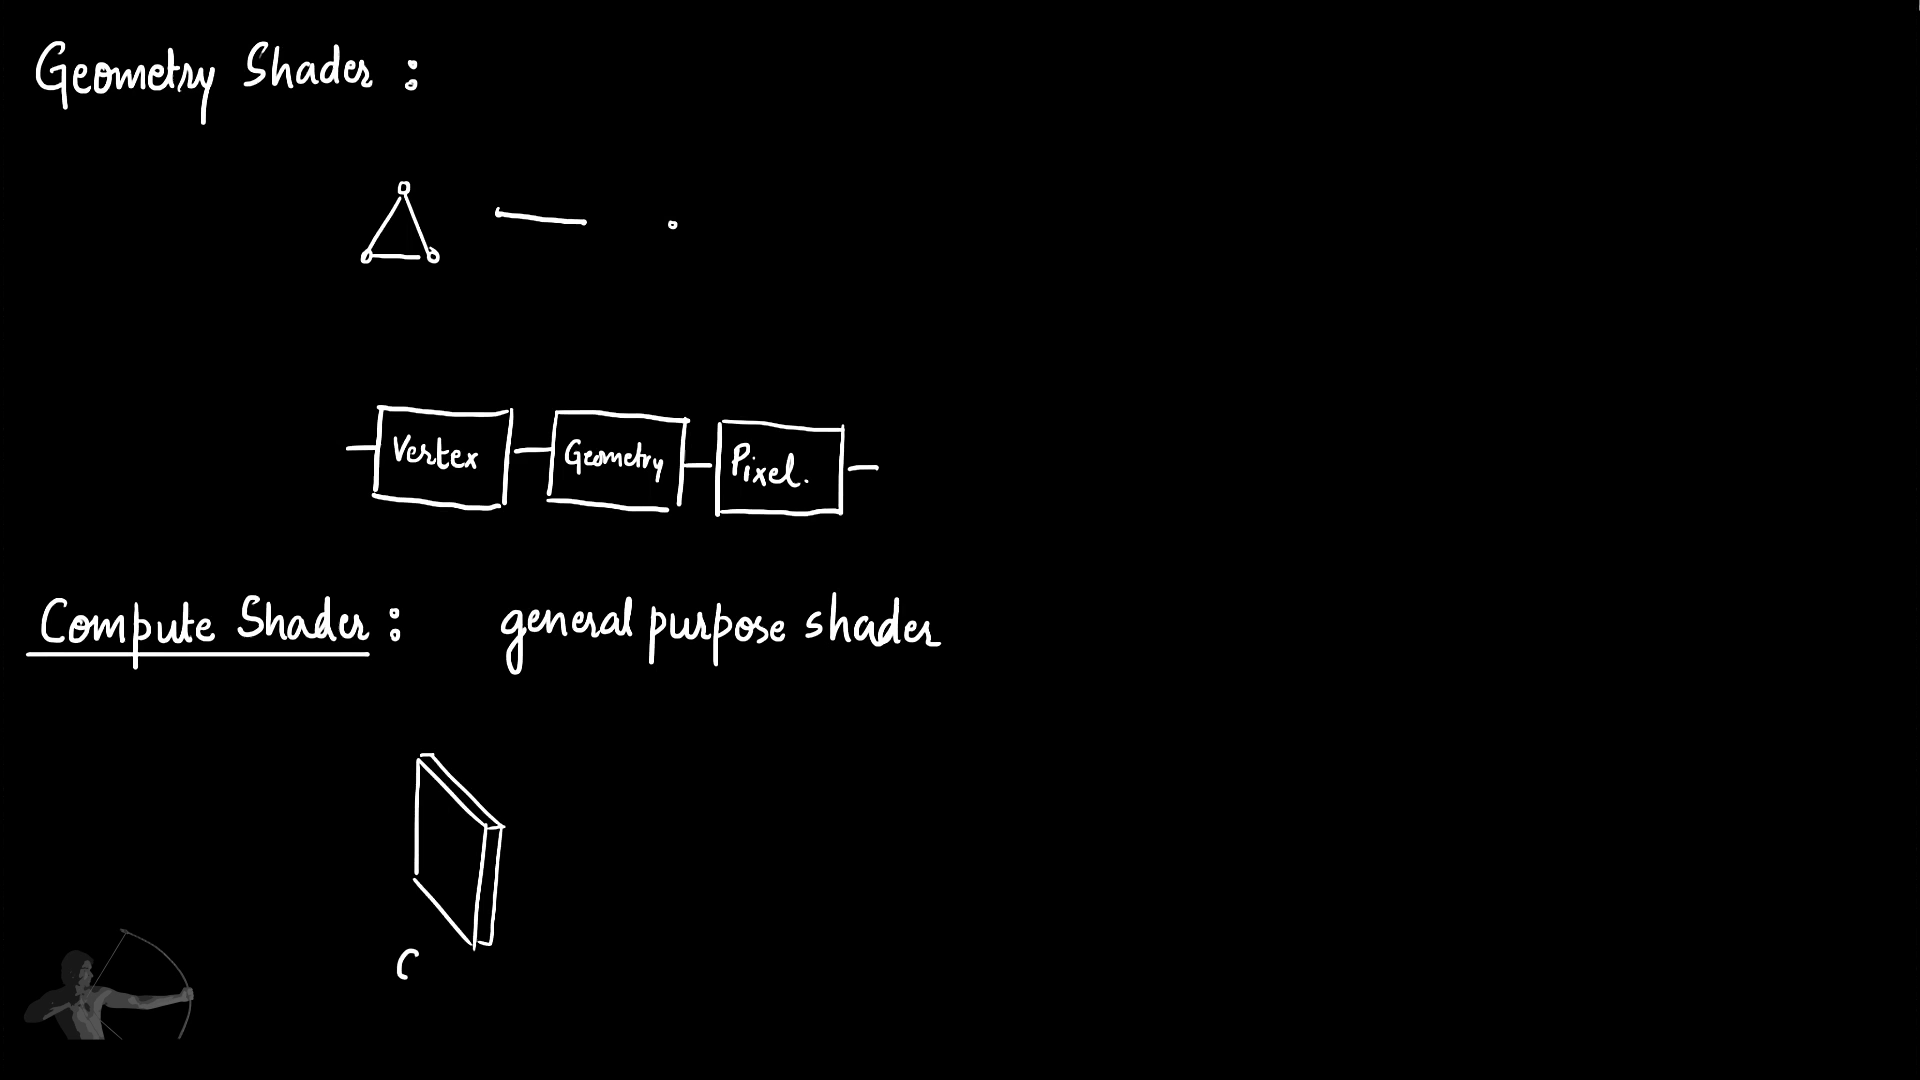 Geometry Shader :
Vertex Geometry Pixel.
Compute Shader : general purpose shader
C